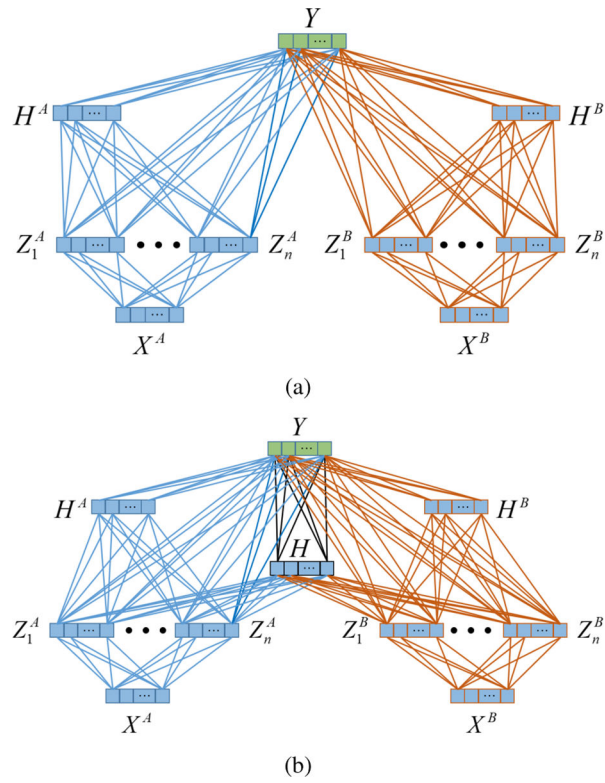 Y
H^A H^B
Z_1^A ... Z_n^A Z_1^B ... Z_n^B
X^A X^B
(a)
Y
H^A H^B
H
Z_1^A ... Z_n^A Z_1^B ... Z_n^B
X^A X^B
(b)